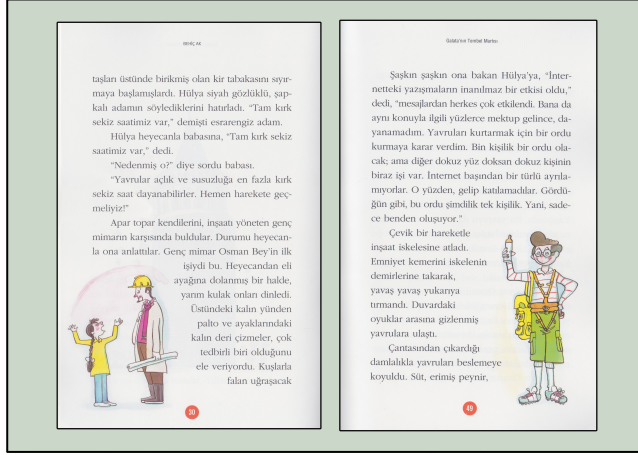 BEHİÇ AK
taşları üstünde birikmiş olan kir tabakasını sıyır-
maya başlamışlardı. Hülya siyah gözlüklü, şap-
kalı adamın söylediklerini hatırladı. “Tam kırk
sekiz saatimiz var,” demişti esrarengiz adam.
Hülya heyecanla babasına, “Tam kırk sekiz
saatimiz var,” dedi.
“Nedenmiş o?” diye sordu babası.
“Yavrular açlık ve susuzluğa en fazla kırk
sekiz saat dayanabilirler. Hemen harekete geç-
meliyiz!”
Apar topar kendilerini, inşaatı yöneten genç
mimarın karşısında buldular. Durumu heyecan-
la ona anlattılar. Genç mimar Osman Bey’in ilk
işiydi bu. Heyecandan eli
ayağına dolanmış bir halde,
yarım kulak onları dinledi.
Üstündeki kalın yünden
palto ve ayaklarındaki
kalın deri çizmeler, çok
tedbirli biri olduğunu
ele veriyordu. Kuşlarla
falan uğraşacak
30
Galata’nın Tembel Martısı
Şaşkın şaşkın ona bakan Hülya’ya, “İnter-
netteki yazışmaların inanılmaz bir etkisi oldu,”
dedi, “mesajlardan herkes çok etkilendi. Bana da
aynı konuyla ilgili yüzlerce mektup gelince, da-
yanamadım. Yavruları kurtarmak için bir ordu
kurmaya karar verdim. Bin kişilik bir ordu ola-
cak; ama diğer dokuz yüz doksan dokuz kişinin
biraz işi var. İnternet başından bir türlü ayrıla-
mıyorlar. O yüzden, gelip katılamadılar. Gördü-
ğün gibi, bu ordu şimdilik tek kişilik. Yani, sade-
ce benden oluşuyor.”
Çevik bir hareketle
inşaat iskelesine atladı.
Emniyet kemerini iskelenin
demirlerine takarak,
yavaş yavaş yukarıya
tırmandı. Duvardaki
oyuklar arasına gizlenmiş
yavrulara ulaştı.
Çantasından çıkardığı
damlalıkla yavruları beslemeye
koyuldu. Süt, erimiş peynir,
49